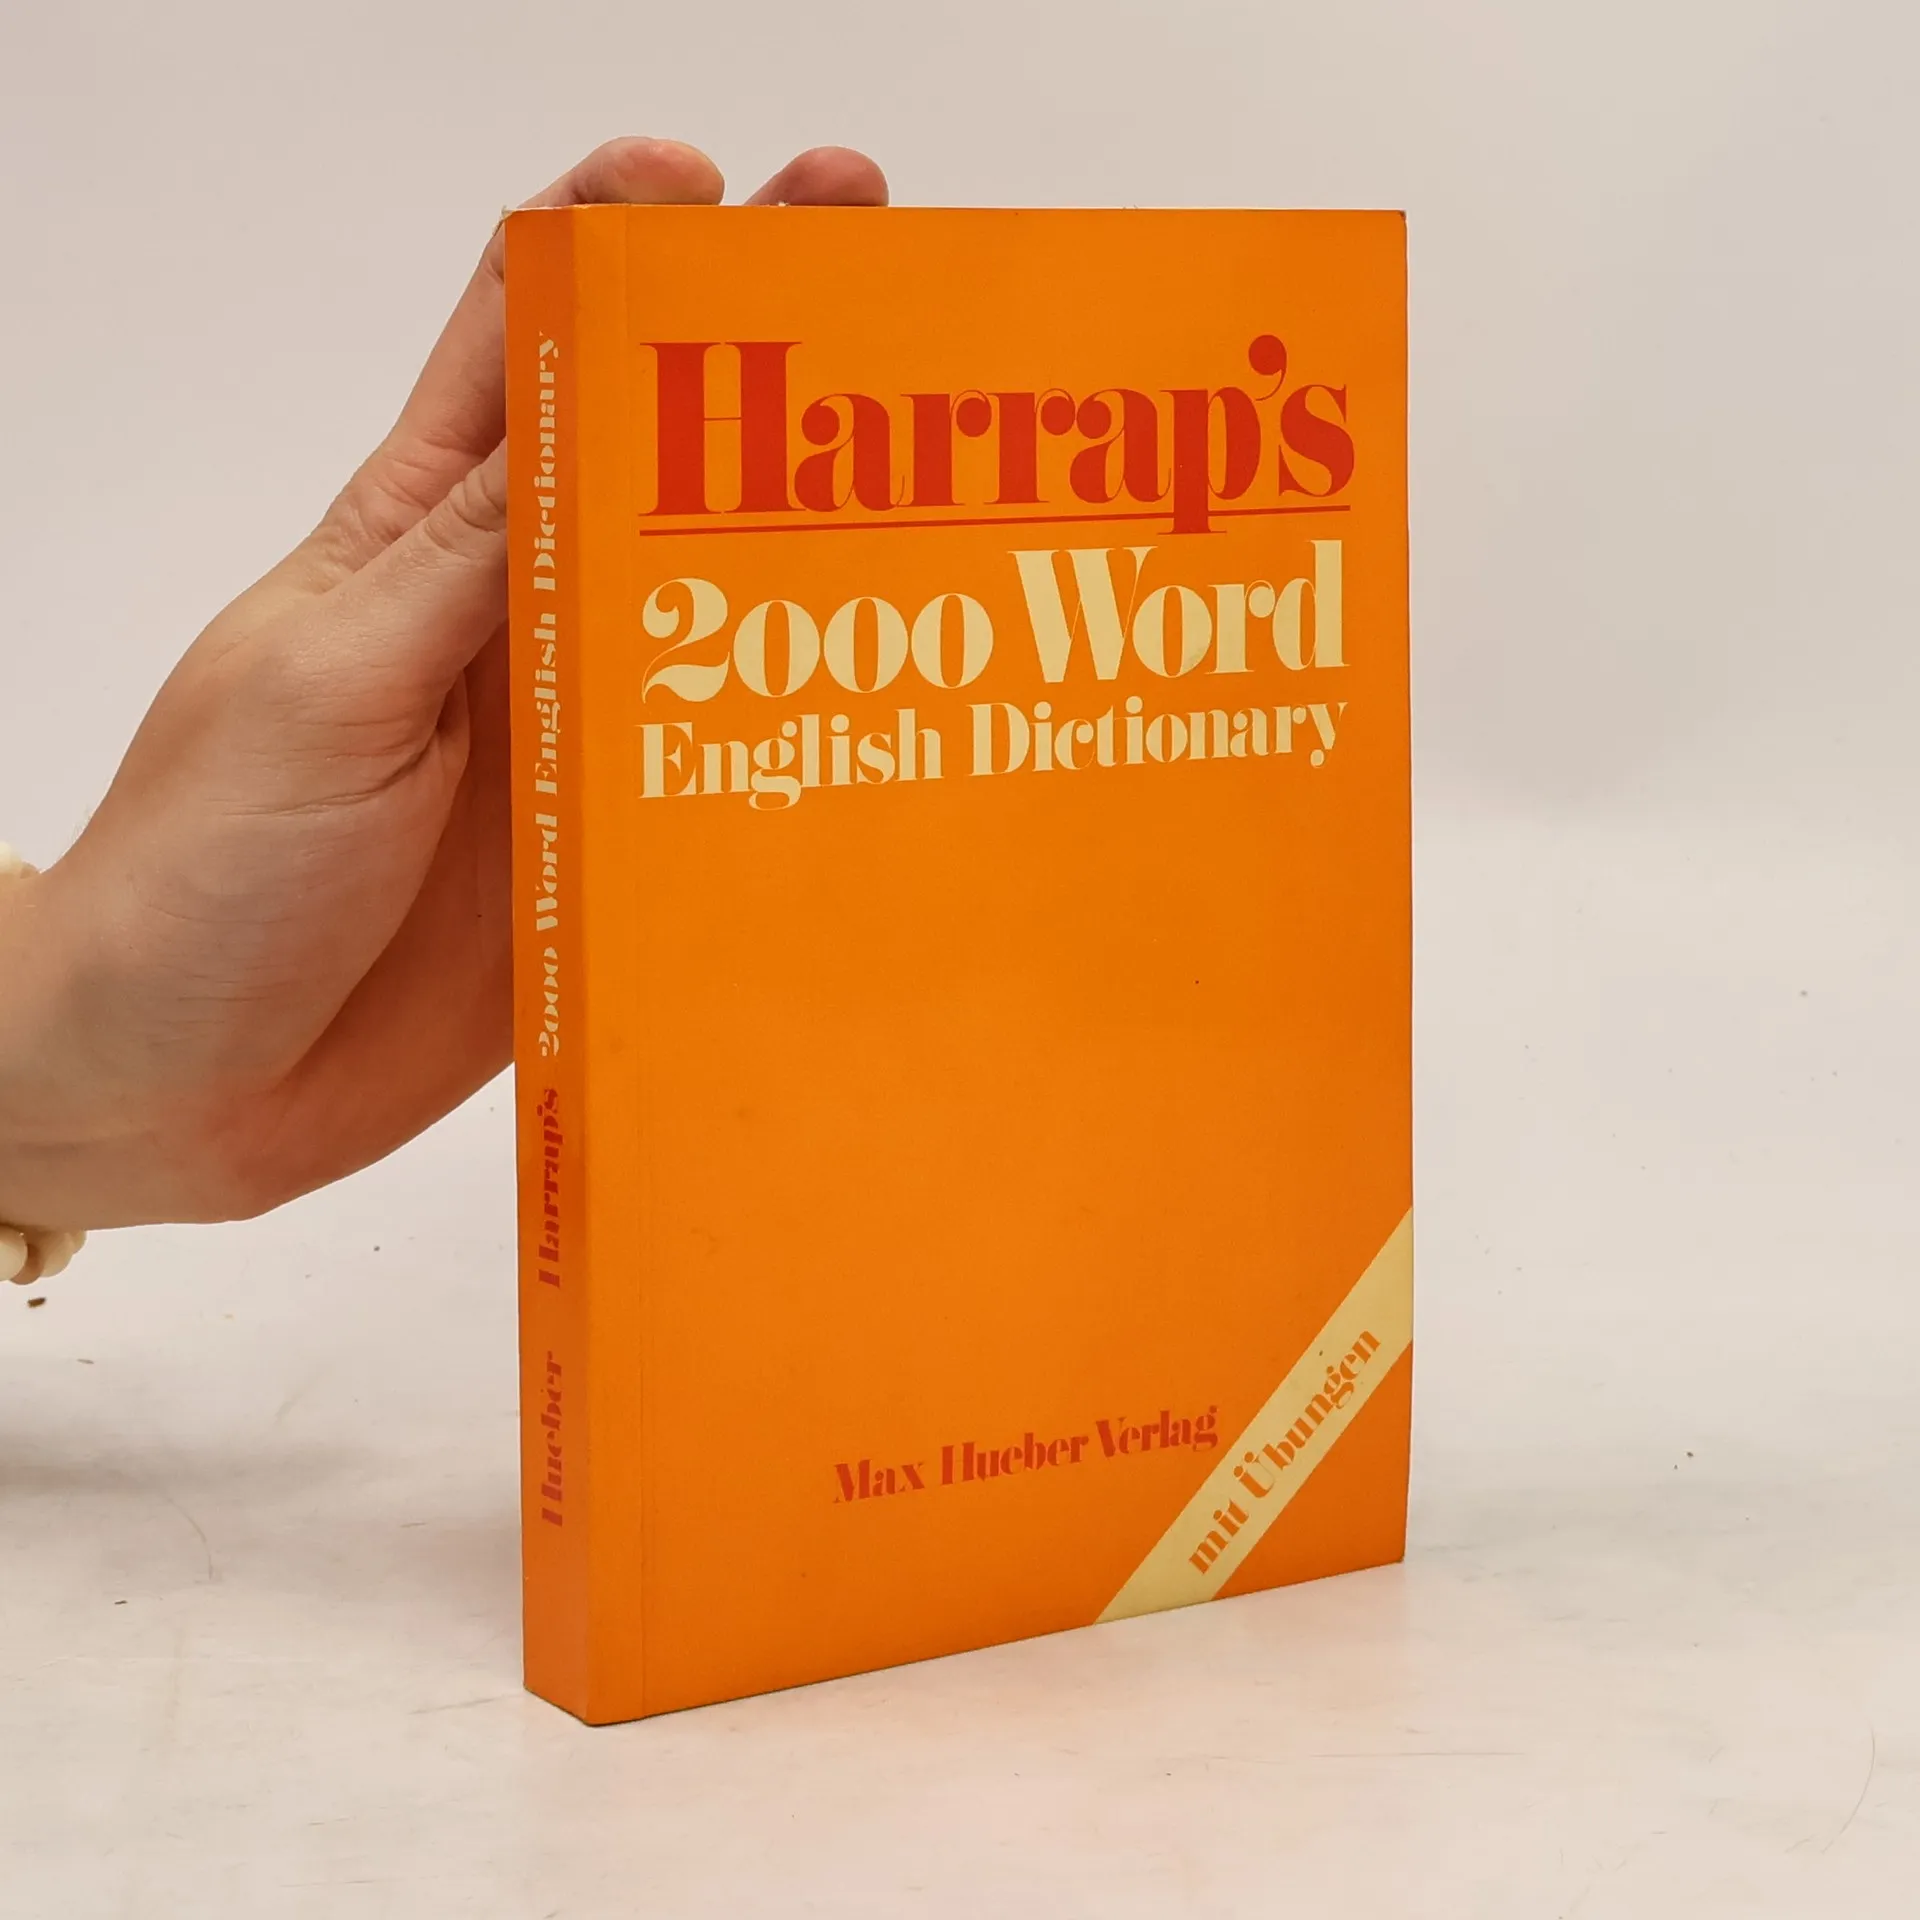 Harrap's
2000 Word
English Dictionary
Max Hueber Verlag
mit Übungen
Hueber Harrap's 2000 Word English Dictionary